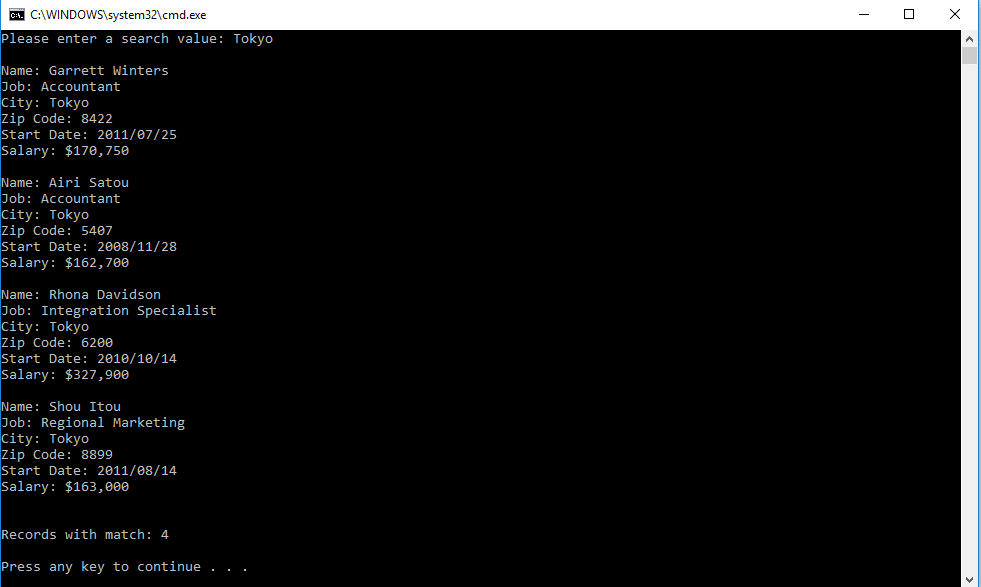 C:\WINDOWS\system32\cmd.exe
Please enter a search value: Tokyo
Name: Garrett Winters
Job: Accountant
City: Tokyo
Zip Code: 8422
Start Date: 2011/07/25
Salary: $170,750
Name: Airi Satou
Job: Accountant
City: Tokyo
Zip Code: 5407
Start Date: 2008/11/28
Salary: $162,700
Name: Rhona Davidson
Job: Integration Specialist
City: Tokyo
Zip Code: 6200
Start Date: 2010/10/14
Salary: $327,900
Name: Shou Itou
Job: Regional Marketing
City: Tokyo
Zip Code: 8899
Start Date: 2011/08/14
Salary: $163,000
Records with match: 4
Press any key to continue . . .